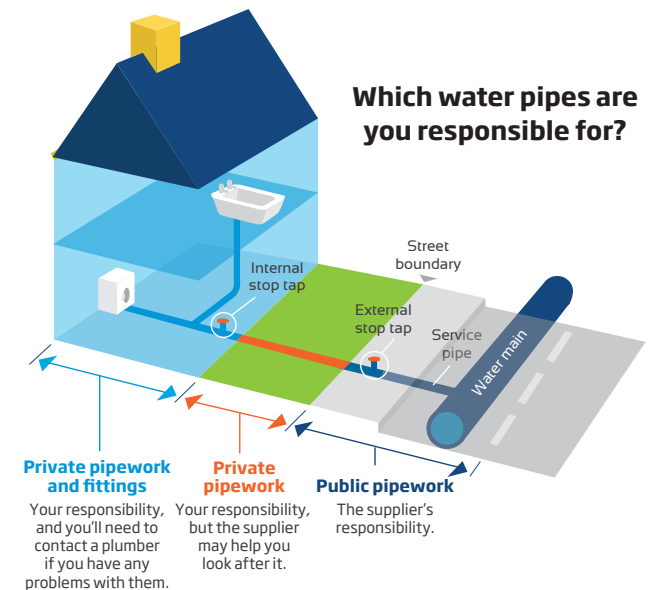 Which water pipes are
you responsible for?
Street
boundary
Internal
stop tap
External
stop tap
Service
pipe
Water main
Private pipework
and fittings
Your responsibility,
and you'll need to
contact a plumber
if you have any
problems with them.
Private
pipework
Your responsibility,
but the supplier
may help you
look after it.
Public pipework
The supplier's
responsibility.